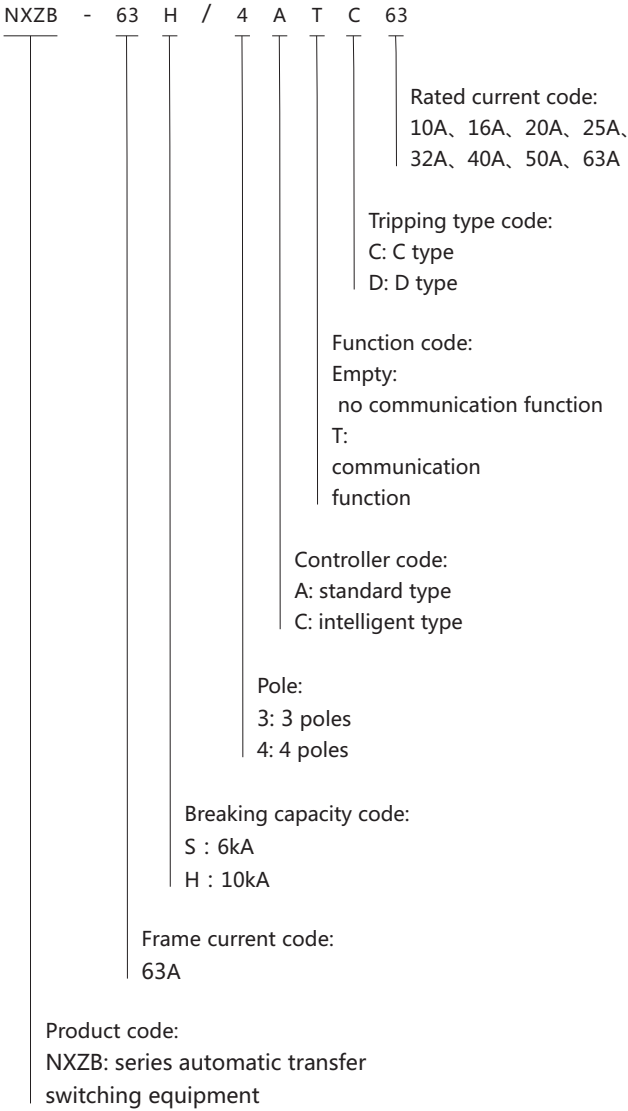 NXZB - 63 H / 4 A T C 63
Rated current code:
10A、16A、20A、25A、
32A、40A、50A、63A
Tripping type code:
C: C type
D: D type
Function code:
Empty:
no communication function
T:
communication
function
Controller code:
A: standard type
C: intelligent type
Pole:
3: 3 poles
4: 4 poles
Breaking capacity code:
S : 6kA
H : 10kA
Frame current code:
63A
Product code:
NXZB: series automatic transfer
switching equipment